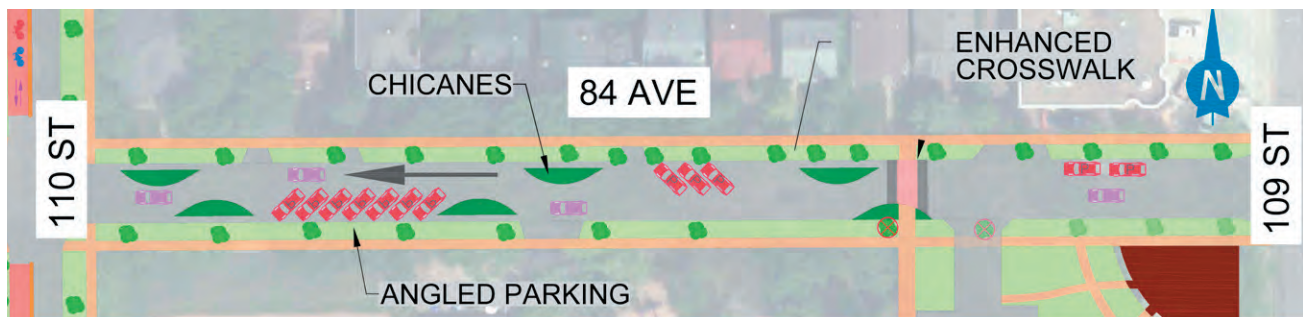 ENHANCED
CROSSWALK
CHICANES
84 AVE
N
110 ST
109 ST
ANGLED PARKING